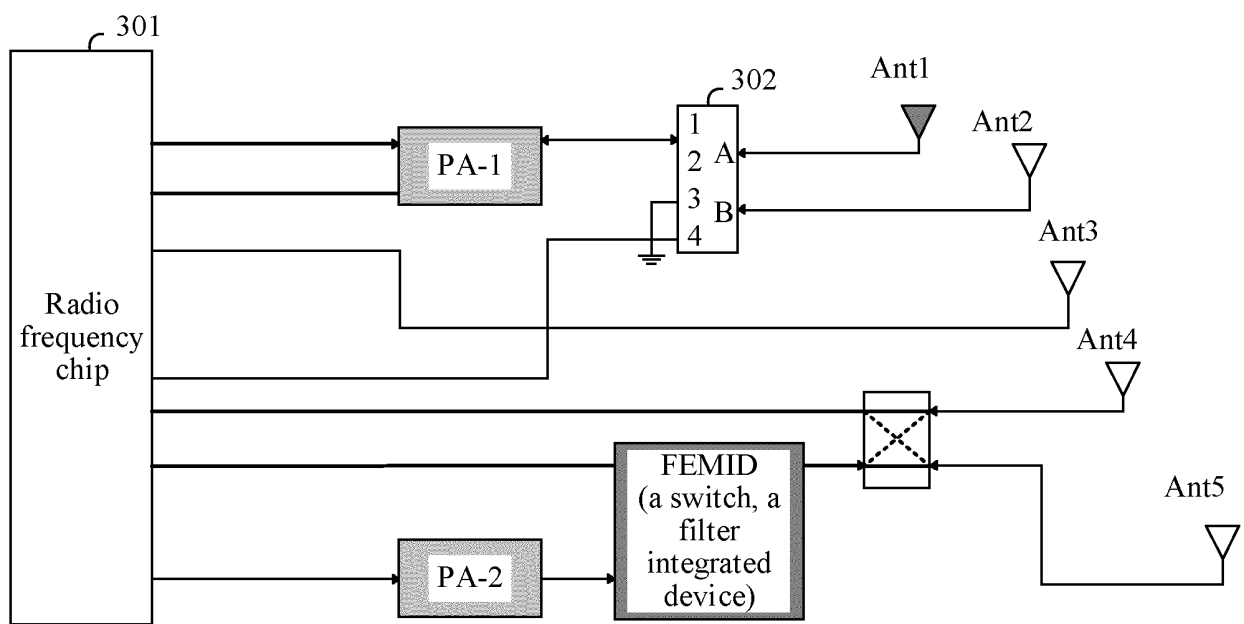 301
302
Ant1
Ant2
PA-1
1
2
3
4
A
B
Ant3
Radio
frequency
chip
Ant4
FEMID
(a switch, a
filter
integrated
device)
Ant5
PA-2